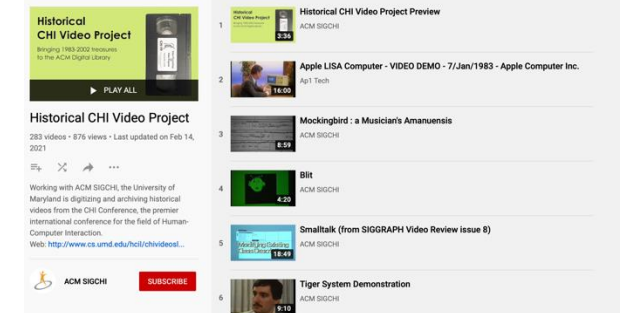 Historical
CHI Video Project
Bringing 1983-2002 treasures
to the ACM Digital Library
PLAY ALL
Historical CHI Video Project
283 videos • 876 views • Last updated on Feb 14,
2021
Working with ACM SIGCHI, the University of
Maryland is digitizing and archiving historical
videos from the CHI Conference, the premier
international conference for the field of Human-
Computer Interaction.
Web: http://www.cs.umd.edu/hcil/chivideosl...
ACM SIGCHI
SUBSCRIBE
1
Historical
CHI Video Project
3:36
Historical CHI Video Project Preview
ACM SIGCHI
2
16:00
Apple LISA Computer - VIDEO DEMO - 7/Jan/1983 - Apple Computer Inc.
Ap1 Tech
3
8:59
Mockingbird : a Musician's Amanuensis
ACM SIGCHI
4
4:20
Blit
ACM SIGCHI
5
Modifying Existing
18:49
Smalltalk (from SIGGRAPH Video Review issue 8)
ACM SIGCHI
6
9:10
Tiger System Demonstration
ACM SIGCHI